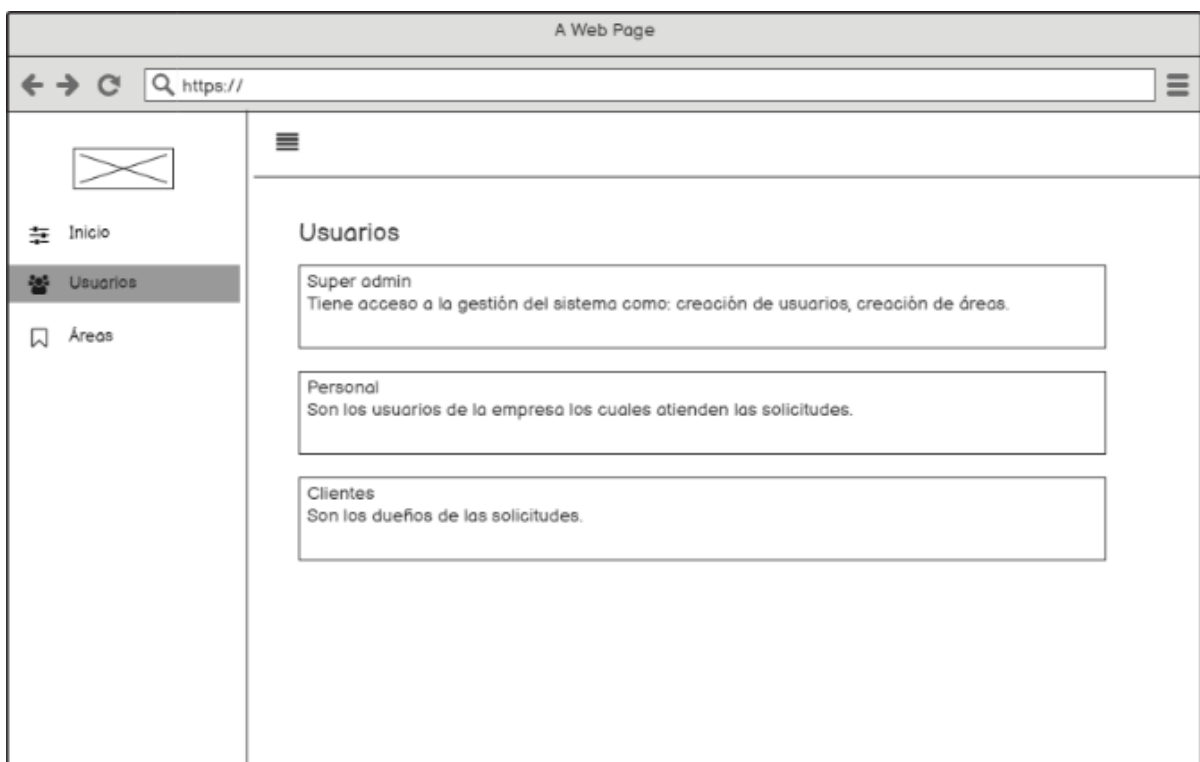 A Web Page
https://
Inicio
Usuarios
Áreas
Usuarios
Super admin
Tiene acceso a la gestión del sistema como: creación de usuarios, creación de áreas.
Personal
Son los usuarios de la empresa los cuales atienden las solicitudes.
Clientes
Son los dueños de las solicitudes.